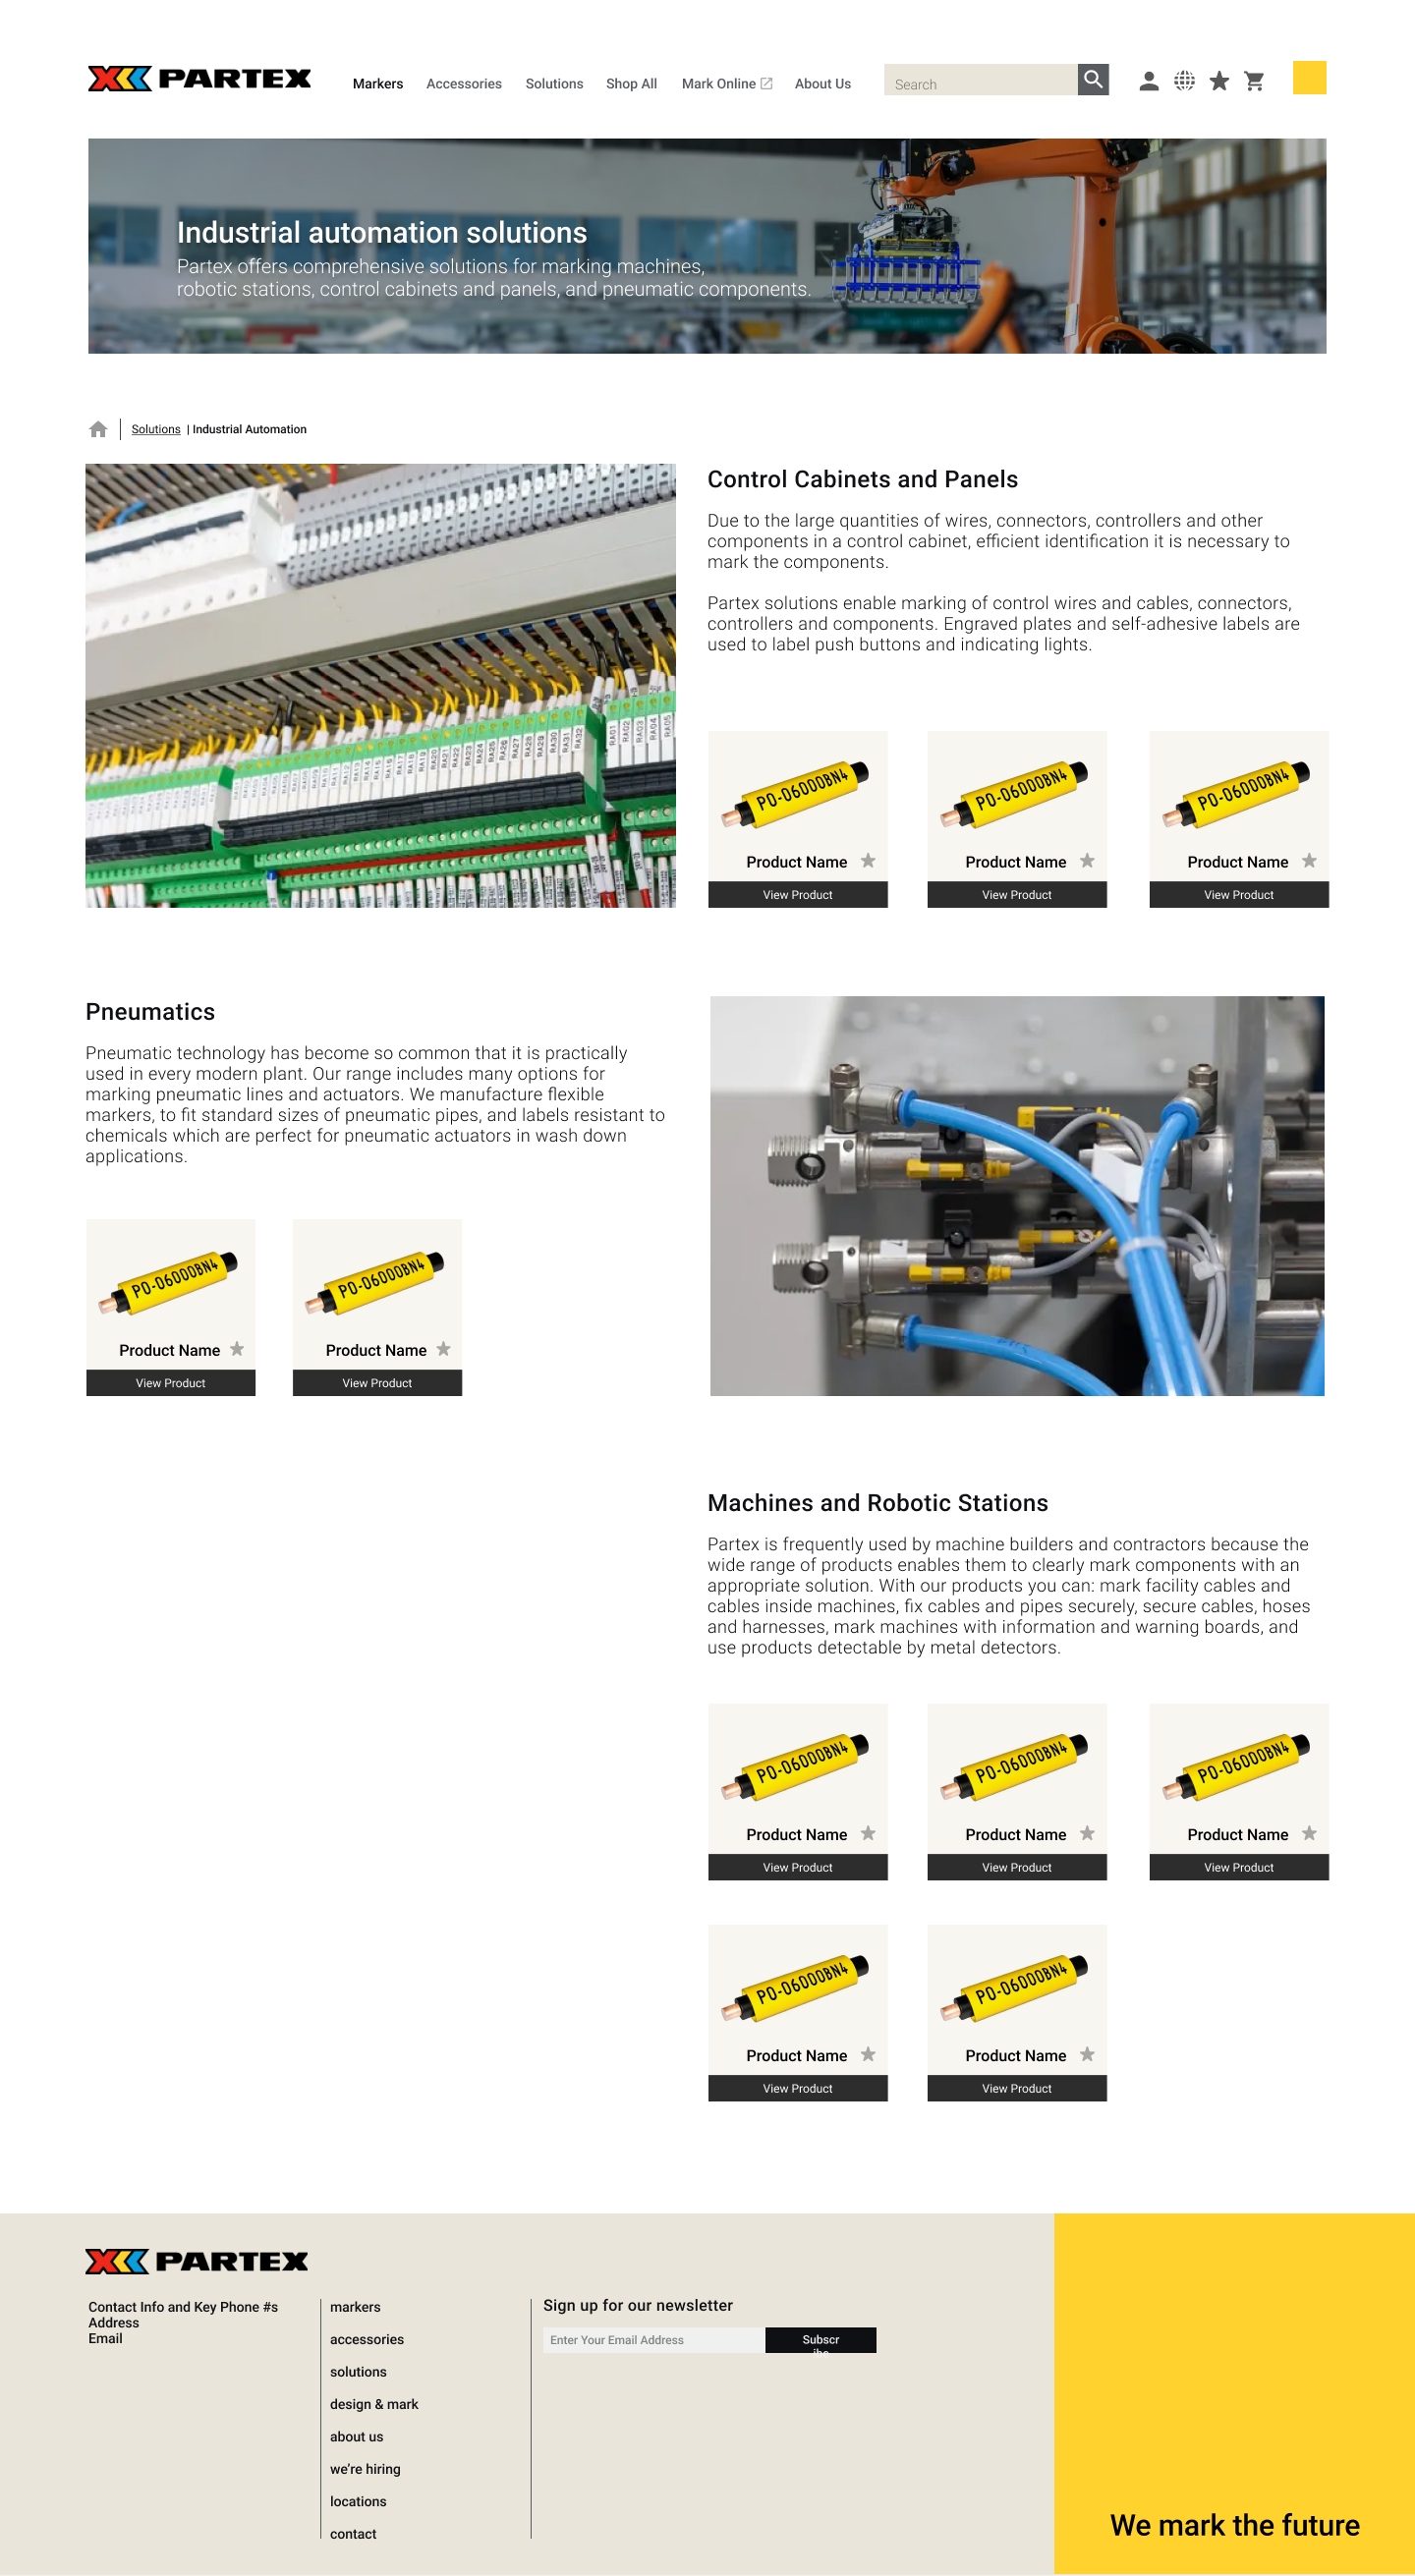 PARTEX
Markers Accessories Solutions Shop All Mark Online About Us
Search
Industrial automation solutions
Partex offers comprehensive solutions for marking machines,
robotic stations, control cabinets and panels, and pneumatic components.
Solutions | Industrial Automation
Control Cabinets and Panels
Due to the large quantities of wires, connectors, controllers and other
components in a control cabinet, efficient identification it is necessary to
mark the components.
Partex solutions enable marking of control wires and cables, connectors,
controllers and components. Engraved plates and self-adhesive labels are
used to label push buttons and indicating lights.
PO-06000BN4 PO-06000BN4 PO-06000BN4
Product Name Product Name Product Name
View Product View Product View Product
Pneumatics
Pneumatic technology has become so common that it is practically
used in every modern plant. Our range includes many options for
marking pneumatic lines and actuators. We manufacture flexible
markers, to fit standard sizes of pneumatic pipes, and labels resistant to
chemicals which are perfect for pneumatic actuators in wash down
applications.
PO-06000BN4 PO-06000BN4
Product Name Product Name
View Product View Product
Machines and Robotic Stations
Partex is frequently used by machine builders and contractors because the
wide range of products enables them to clearly mark components with an
appropriate solution. With our products you can: mark facility cables and
cables inside machines, fix cables and pipes securely, secure cables, hoses
and harnesses, mark machines with information and warning boards, and
use products detectable by metal detectors.
PO-06000BN4 PO-06000BN4 PO-06000BN4
Product Name Product Name Product Name
View Product View Product View Product
PO-06000BN4 PO-06000BN4
Product Name Product Name
View Product View Product
PARTEX
Contact Info and Key Phone #s
Address
Email
markers
accessories
solutions
design & mark
about us
we're hiring
locations
contact
Sign up for our newsletter
Enter Your Email Address
Subscr
ibe
We mark the future